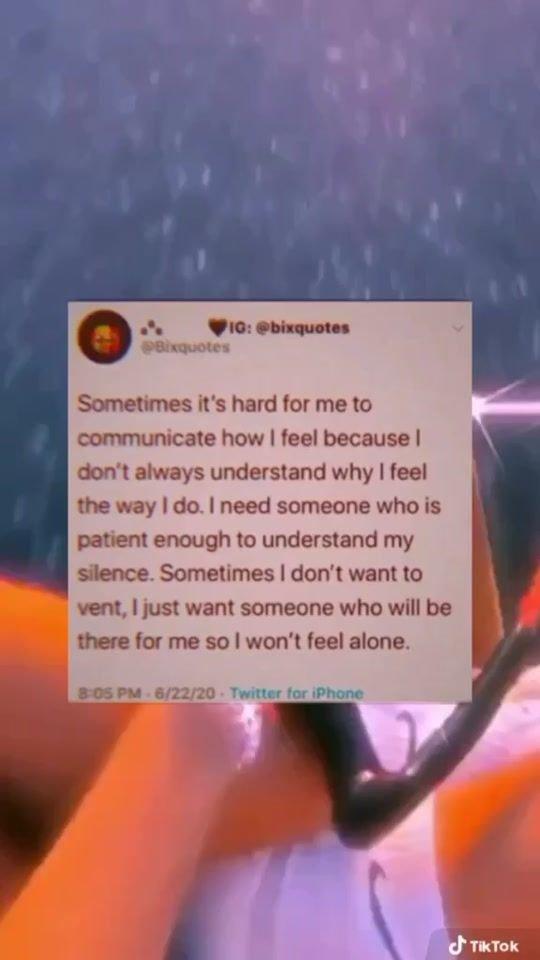 🖤IG: @bixquotes
@Bixquotes
Sometimes it's hard for me to
communicate how I feel because I
don't always understand why I feel
the way I do. I need someone who is
patient enough to understand my
silence. Sometimes I don't want to
vent, I just want someone who will be
there for me so I won't feel alone.
8:05 PM · 6/22/20 · Twitter for iPhone
TikTok